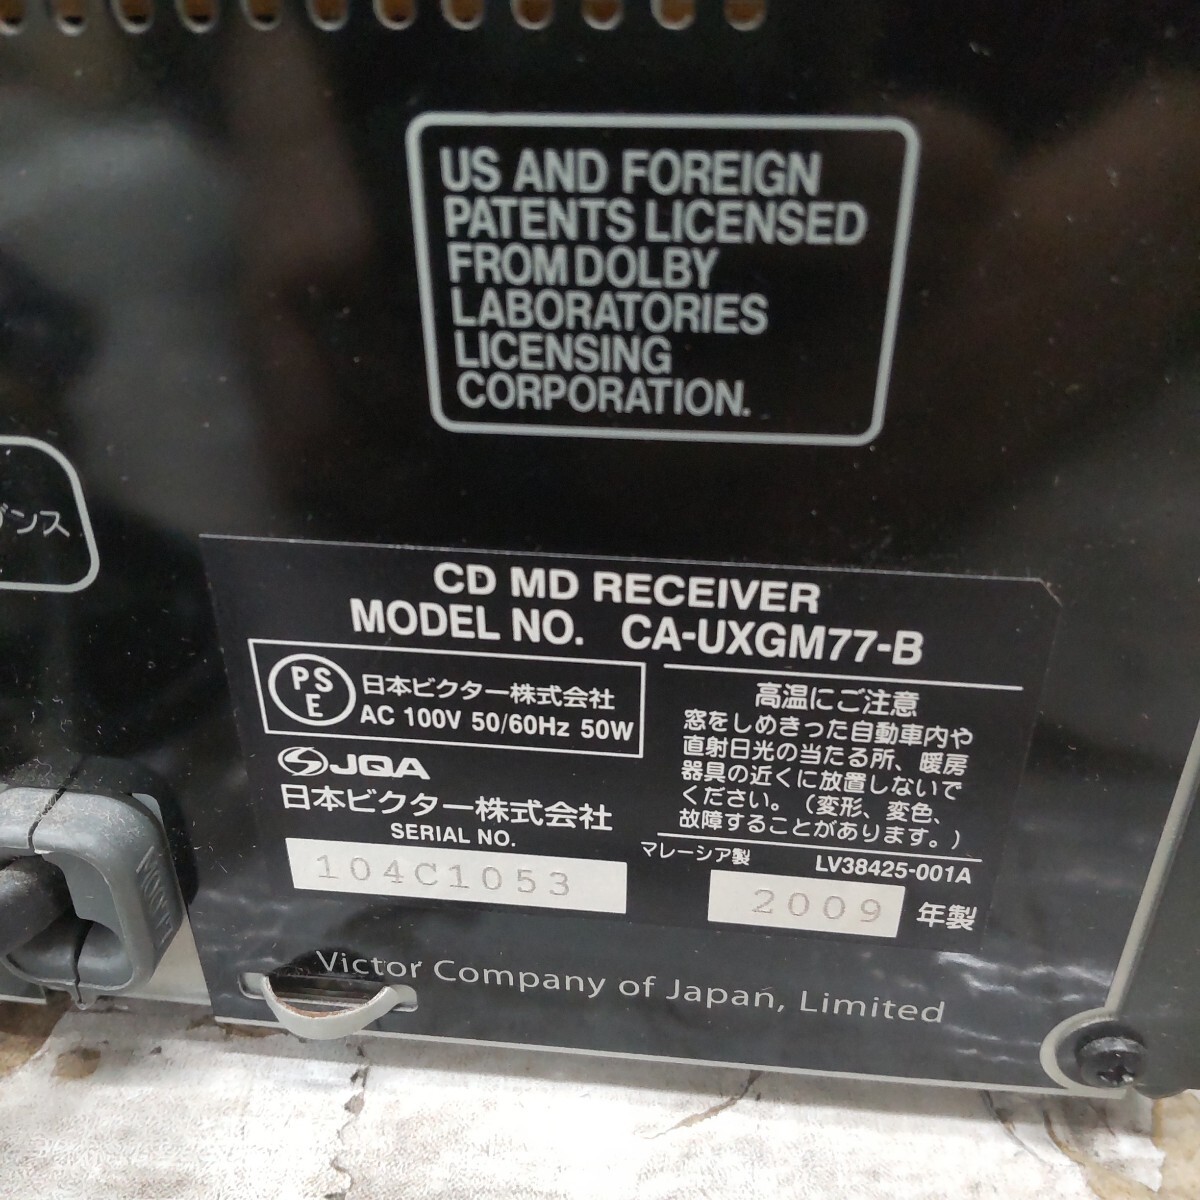 US AND FOREIGN
PATENTS LICENSED
FROM DOLBY
LABORATORIES
LICENSING
CORPORATION.
ダンス
CD MD RECEIVER
MODEL NO. CA-UXGM77-B
PSE
日本ビクター株式会社
AC 100V 50/60Hz 50W
JQA
日本ビクター株式会社
SERIAL NO.
104C1053
高温にご注意
窓をしめきった自動車内や
直射日光の当たる所、暖房
器具の近くに放置しないで
ください。(変形、変色、
故障することがあります。)
マレーシア製 LV38425-001A
2009 年製
Victor Company of Japan, Limited